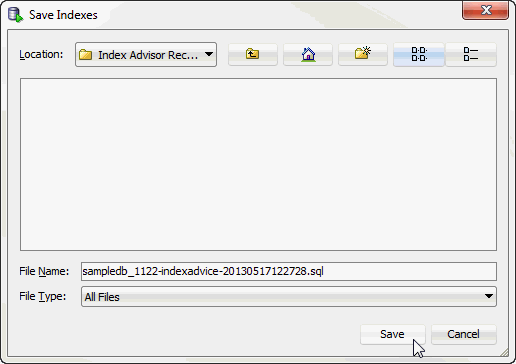 Save Indexes
Location: Index Advisor Rec...
File Name: sampledb_1122-indexadvice-20130517122728.sql
File Type: All Files
Save Cancel